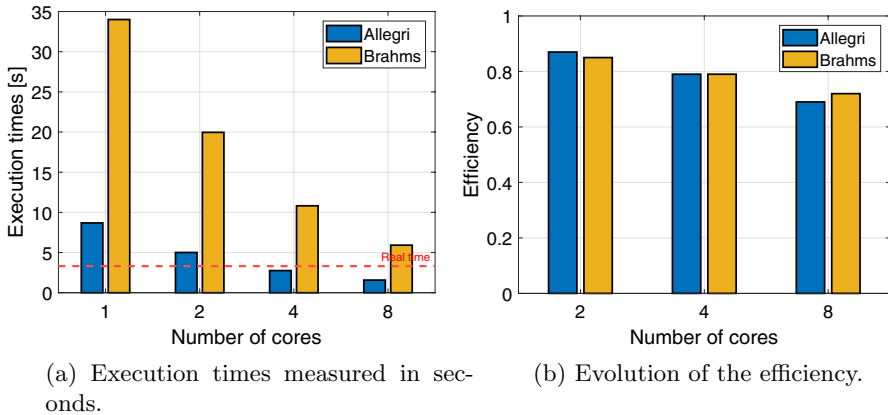 35
30
25
20
15
10
5
0
Execution times [s]
Allegri
Brahms
Real time
1 2 4 8
Number of cores
(a) Execution times measured in sec-
onds.
1
0.8
0.6
0.4
0.2
0
Efficiency
Allegri
Brahms
2 4 8
Number of cores
(b) Evolution of the efficiency.